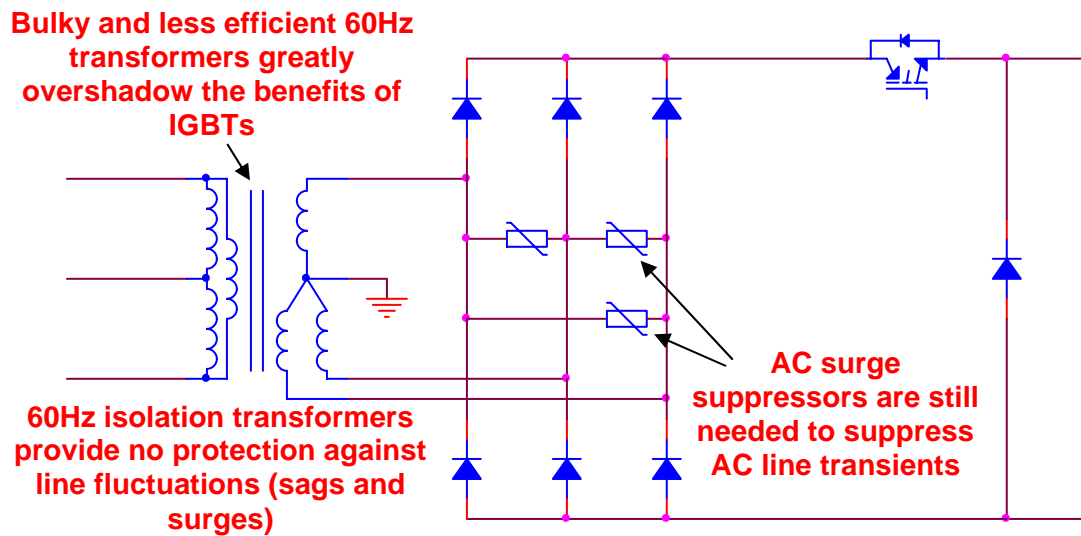 Bulky and less efficient 60Hz
transformers greatly
overshadow the benefits of
IGBTs
AC surge
suppressors are still
needed to suppress
AC line transients
60Hz isolation transformers
provide no protection against
line fluctuations (sags and
surges)